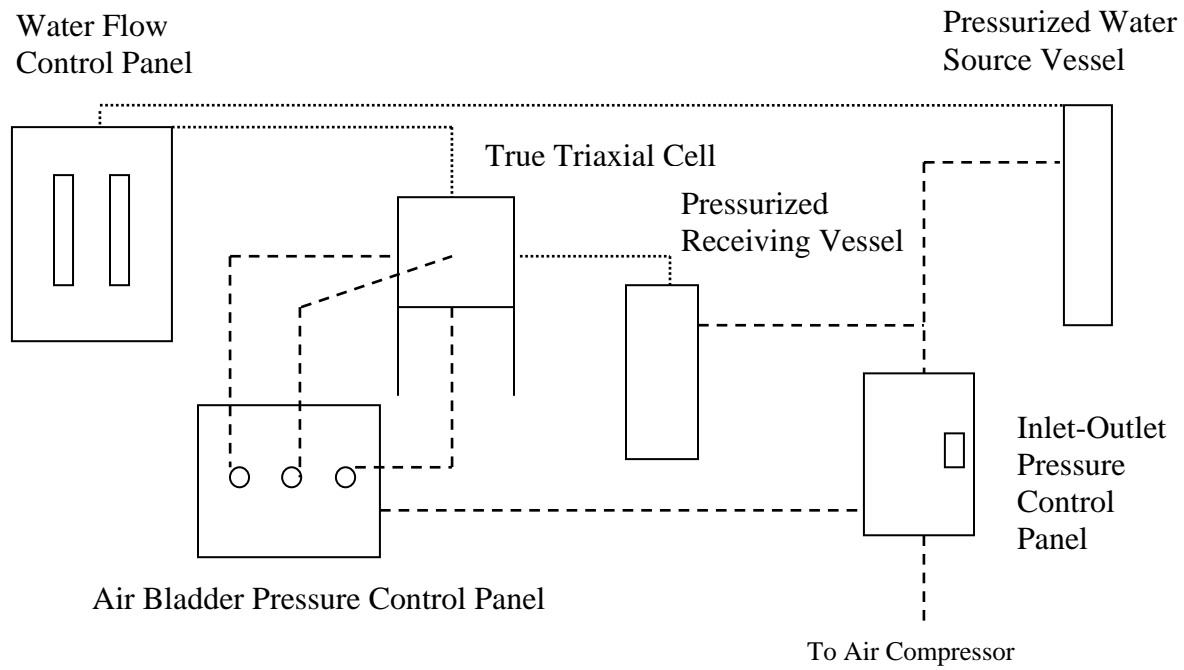 Water Flow
Control Panel
Pressurized Water
Source Vessel
True Triaxial Cell
Pressurized
Receiving Vessel
Inlet-Outlet
Pressure
Control
Panel
Air Bladder Pressure Control Panel
To Air Compressor